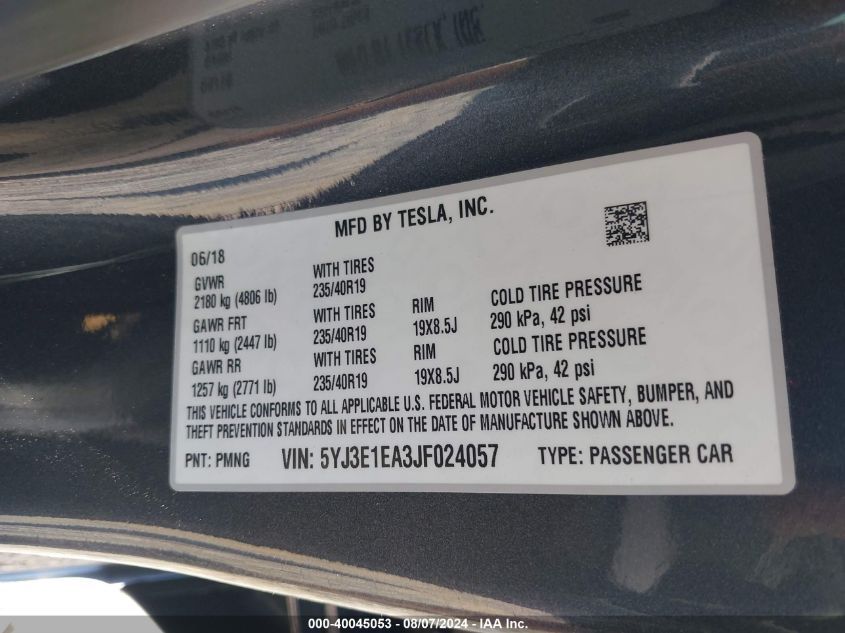 MFD BY TESLA, INC.
06/18
GVWR
2180 kg (4806 lb)
WITH TIRES
235/40R19
GAWR FRT
1110 kg (2447 lb)
WITH TIRES
235/40R19
RIM
19X8.5J
COLD TIRE PRESSURE
290 kPa, 42 psi
GAWR RR
1257 kg (2771 lb)
WITH TIRES
235/40R19
RIM
19X8.5J
COLD TIRE PRESSURE
290 kPa, 42 psi
THIS VEHICLE CONFORMS TO ALL APPLICABLE U.S. FEDERAL MOTOR VEHICLE SAFETY, BUMPER, AND
THEFT PREVENTION STANDARDS IN EFFECT ON THE DATE OF MANUFACTURE SHOWN ABOVE.
PNT: PMNG VIN: 5YJ3E1EA3JF024057 TYPE: PASSENGER CAR
000-40045053 - 08/07/2024 - IAA Inc.